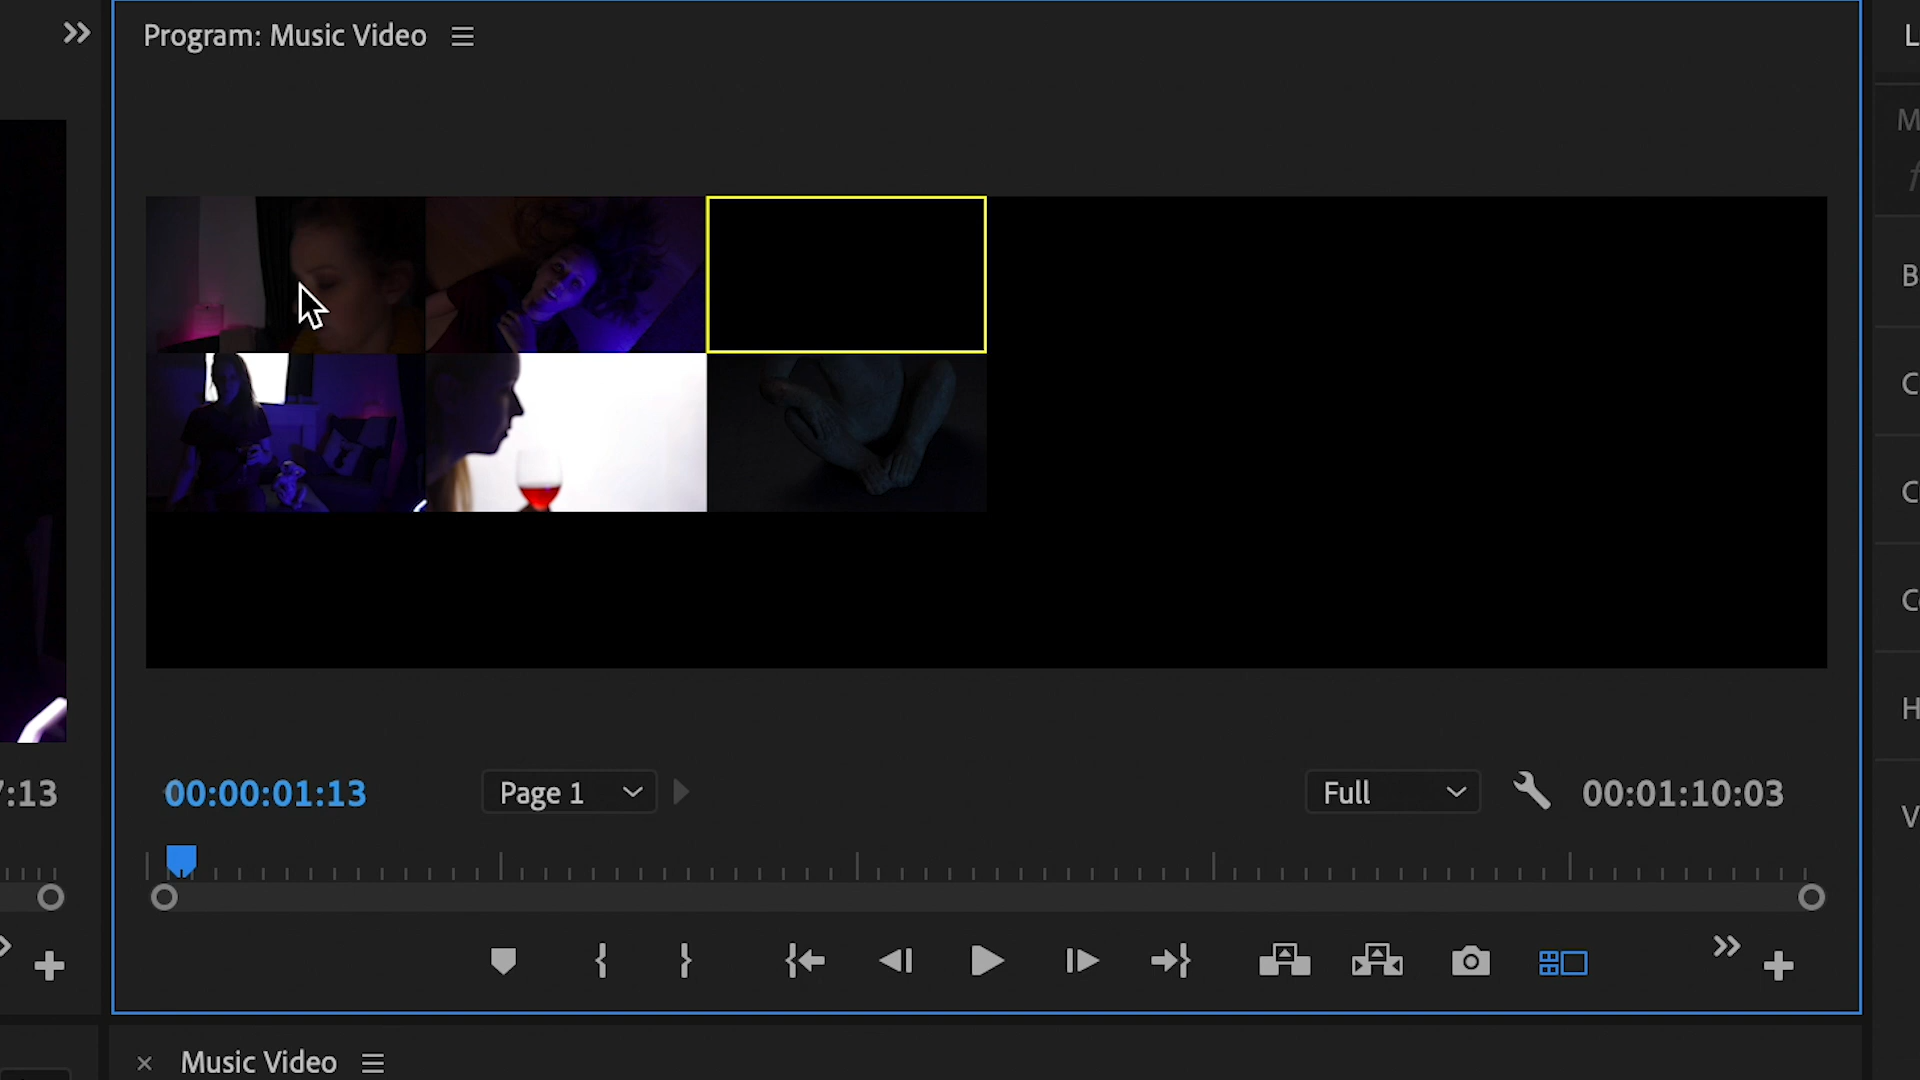 Program: Music Video
L
M
f
B
C
C
C
H
V
:13
00:00:01:13
Page 1
Full
00:01:10:03
Music Video